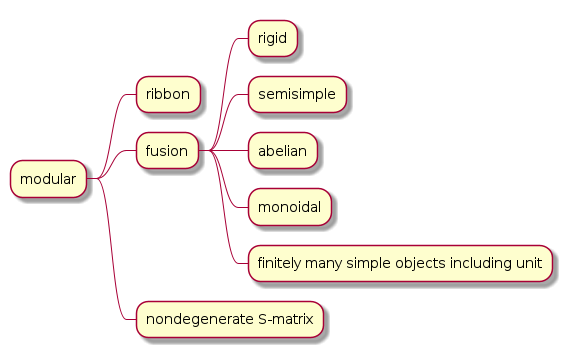 rigid
ribbon
semisimple
fusion
abelian
modular
monoidal
finitely many simple objects including unit
nondegenerate S-matrix